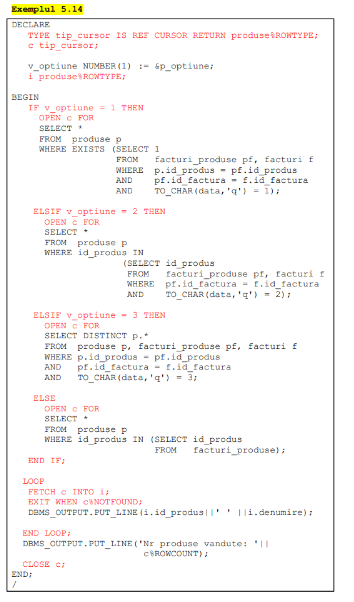 Exemplul 5.14
DECLARE
TYPE tip_cursor IS REF CURSOR RETURN produse%ROWTYPE;
c tip_cursor;
v_optiune NUMBER(1) := &p_optiune;
i produse%ROWTYPE;
BEGIN
IF v_optiune = 1 THEN
OPEN c FOR
SELECT *
FROM produse p
WHERE EXISTS (SELECT 1
FROM facturi_produse pf, facturi f
WHERE p.id_produs = pf.id_produs
AND pf.id_factura = f.id_factura
AND TO_CHAR(data,'q') = 1);
ELSIF v_optiune = 2 THEN
OPEN c FOR
SELECT *
FROM produse p
WHERE id_produs IN
(SELECT id_produs
FROM facturi_produse pf, facturi f
WHERE pf.id_factura = f.id_factura
AND TO_CHAR(data,'q') = 2);
ELSIF v_optiune = 3 THEN
OPEN c FOR
SELECT DISTINCT p.*
FROM produse p, facturi_produse pf, facturi f
WHERE p.id_produs = pf.id_produs
AND pf.id_factura = f.id_factura
AND TO_CHAR(data,'q') = 3;
ELSE
OPEN c FOR
SELECT *
FROM produse p
WHERE id_produs IN (SELECT id_produs
FROM facturi_produse);
END IF;
LOOP
FETCH c INTO i;
EXIT WHEN c%NOTFOUND;
DBMS_OUTPUT.PUT_LINE(i.id_produs||' ' ||i.denumire);
END LOOP;
DBMS_OUTPUT.PUT_LINE('Nr produse vandute: '||
c%ROWCOUNT);
CLOSE c;
END;
/